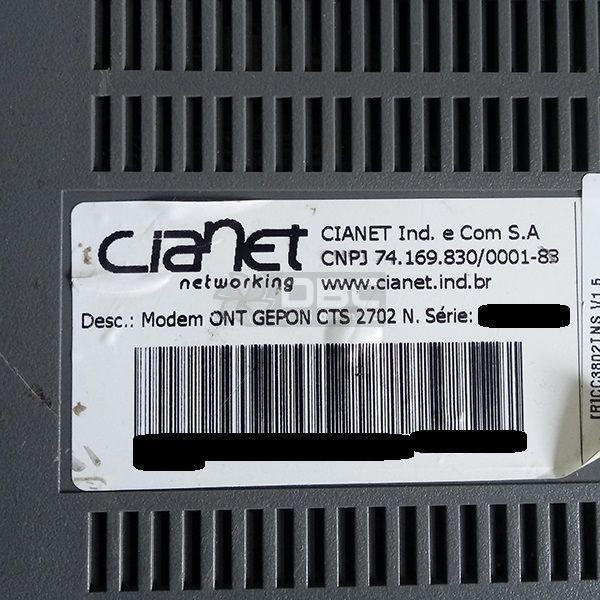 cianet
networking
CIANET Ind. e Com S.A
CNPJ 74.169.830/0001-83
www.cianet.ind.br
DBC
Desc.: Modem ONT GEPON CTS 2702 N. Série: